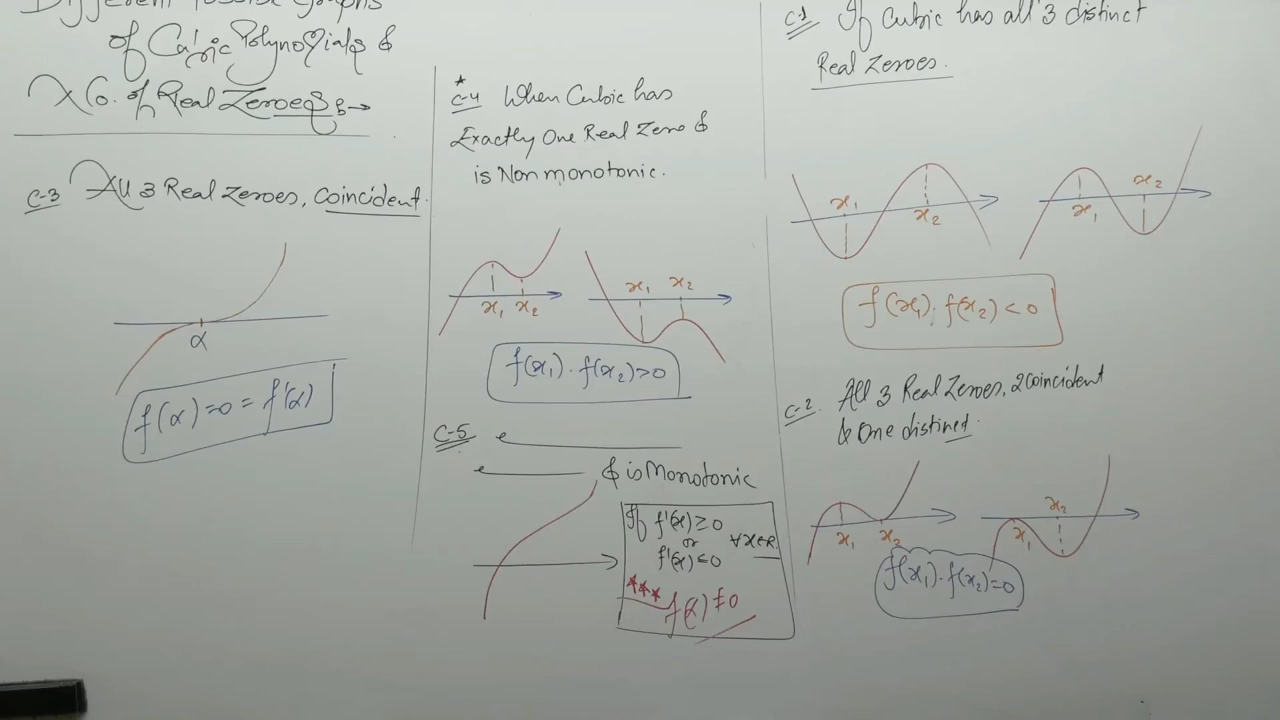 Different Possible Graphs
of Cubic Polynomials &
No. of Real Zeroes :→
C-3 All 3 Real zeroes, coincident.
α
f(α)=0=f'(α)
* C-4 When Cubic has
Exactly One Real Zero &
is Non monotonic.
x₁ x₂
x₁ x₂
f(x₁).f(x₂)>0
C-5
& is Monotonic
If f'(x)≥0
or ∀x∈R
f'(x)≤0
***
f(α)≠0
C-1 If Cubic has all 3 distinct
Real Zeroes.
x₁ x₂
x₁ x₂
f(x₁).f(x₂)<0
C-2. All 3 Real Zeroes, 2 coincident
& One distinct.
x₁ x₂
x₁ x₂
f(x₁).f(x₂)=0